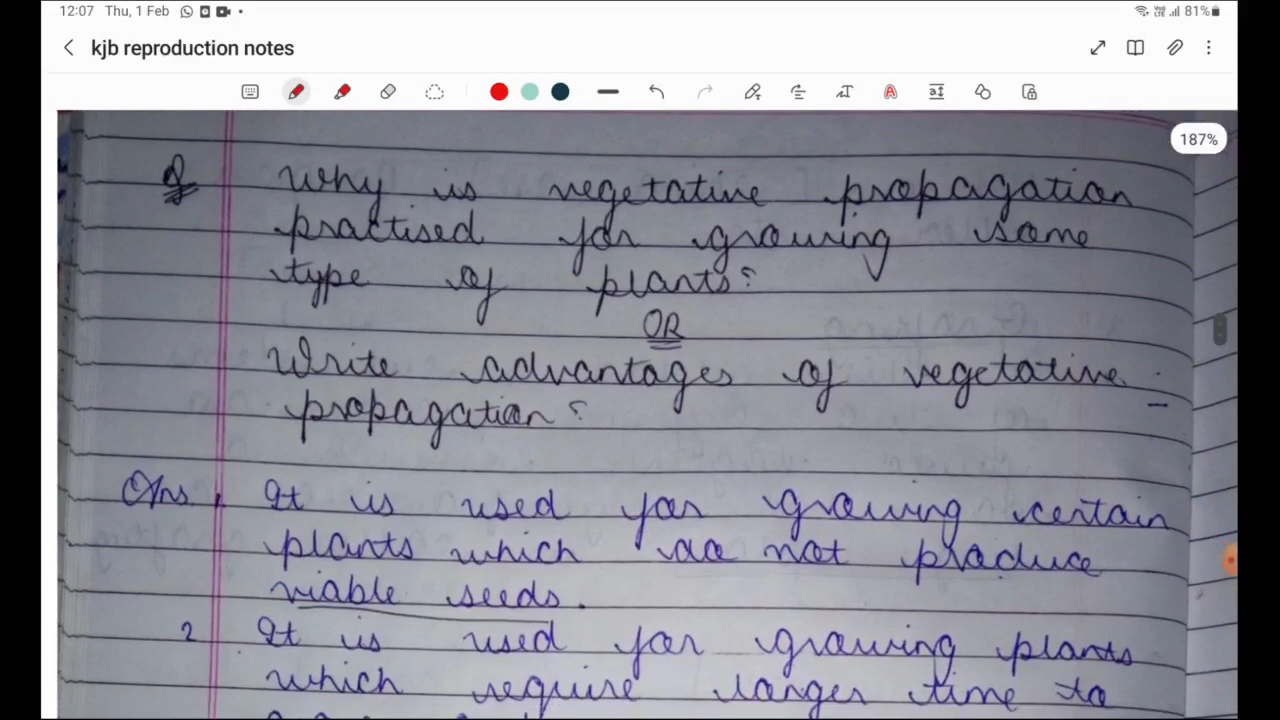 12:07 Thu, 1 Feb
81%
kjb reproduction notes
187%
Q Why is vegetative propagation
practised for growing some
type of plants?
OR
Write advantages of vegetative
propagation?
Ans 1 It is used for growing certain
plants which do not produce
viable seeds.
2 It is used for growing plants
which require larger time to